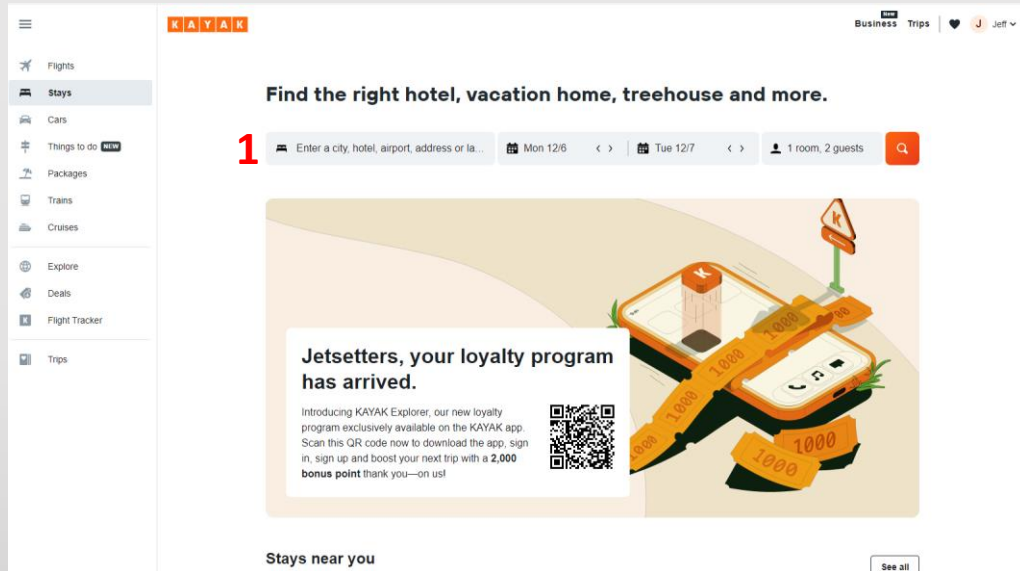 KAYAK
New
Business Trips J Jeff
Flights
Stays
Cars
Things to do NEW
Packages
Trains
Cruises
Explore
Deals
Flight Tracker
Trips
Find the right hotel, vacation home, treehouse and more.
1
Enter a city, hotel, airport, address or la... Mon 12/6 < > Tue 12/7 < > 1 room, 2 guests
K
K
1000
00
1000
1000
1000
1000
1000
Jetsetters, your loyalty program
has arrived.
Introducing KAYAK Explorer, our new loyalty
program exclusively available on the KAYAK app.
Scan this QR code now to download the app, sign
in, sign up and boost your next trip with a 2,000
bonus point thank you—on us!
Stays near you
See all